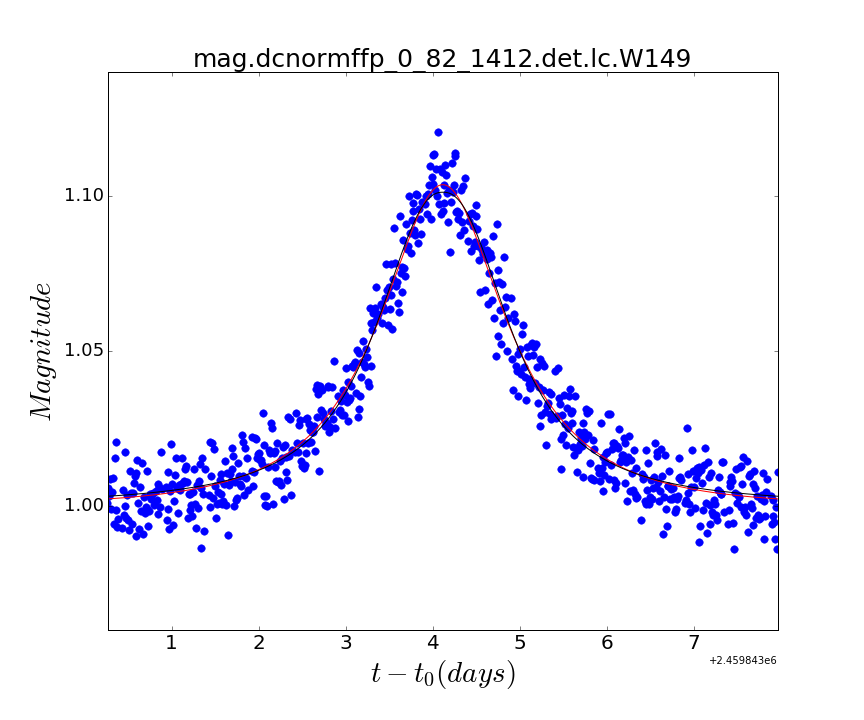 mag.dcnormffp_0_82_1412.det.lc.W149
Magnitude
1.10
1.05
1.00
1 2 3 4 5 6 7
+2.459843e6
t − t₀(days)